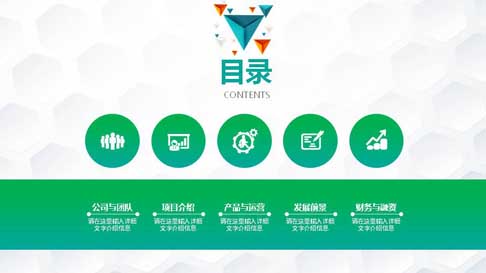 目录
CONTENTS
公司与团队
请在这里输入详细
文字介绍信息
项目介绍
请在这里输入详细
文字介绍信息
产品与运营
请在这里输入详细
文字介绍信息
发展前景
请在这里输入详细
文字介绍信息
财务与融资
请在这里输入详细
文字介绍信息